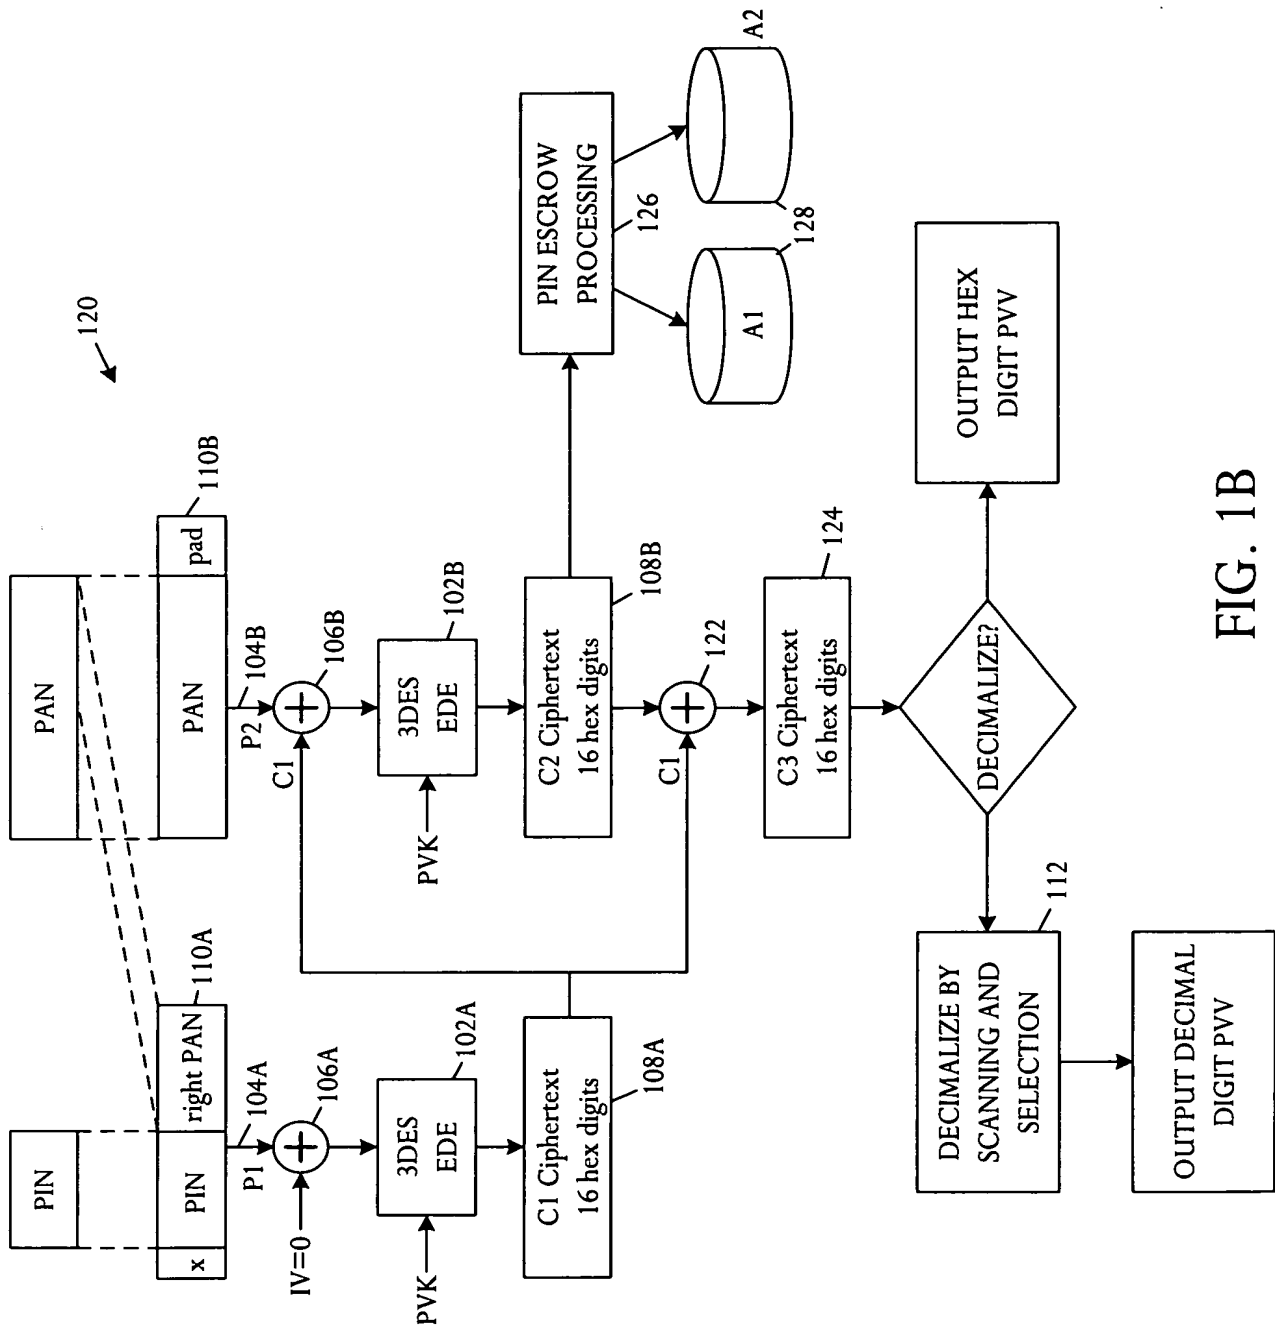 120
PIN
PAN
x
PIN
right PAN
110A
PAN
pad
110B
P1
104A
P2
104B
IV=0
106A
C1
106B
PVK
3DES
EDE
102A
PVK
3DES
EDE
102B
C1 Ciphertext
16 hex digits
108A
C2 Ciphertext
16 hex digits
108B
PIN ESCROW
PROCESSING
126
A1
128
A2
C1
122
C3 Ciphertext
16 hex digits
124
DECIMALIZE?
DECIMALIZE BY
SCANNING AND
SELECTION
112
OUTPUT HEX
DIGIT PVV
OUTPUT DECIMAL
DIGIT PVV
FIG. 1B